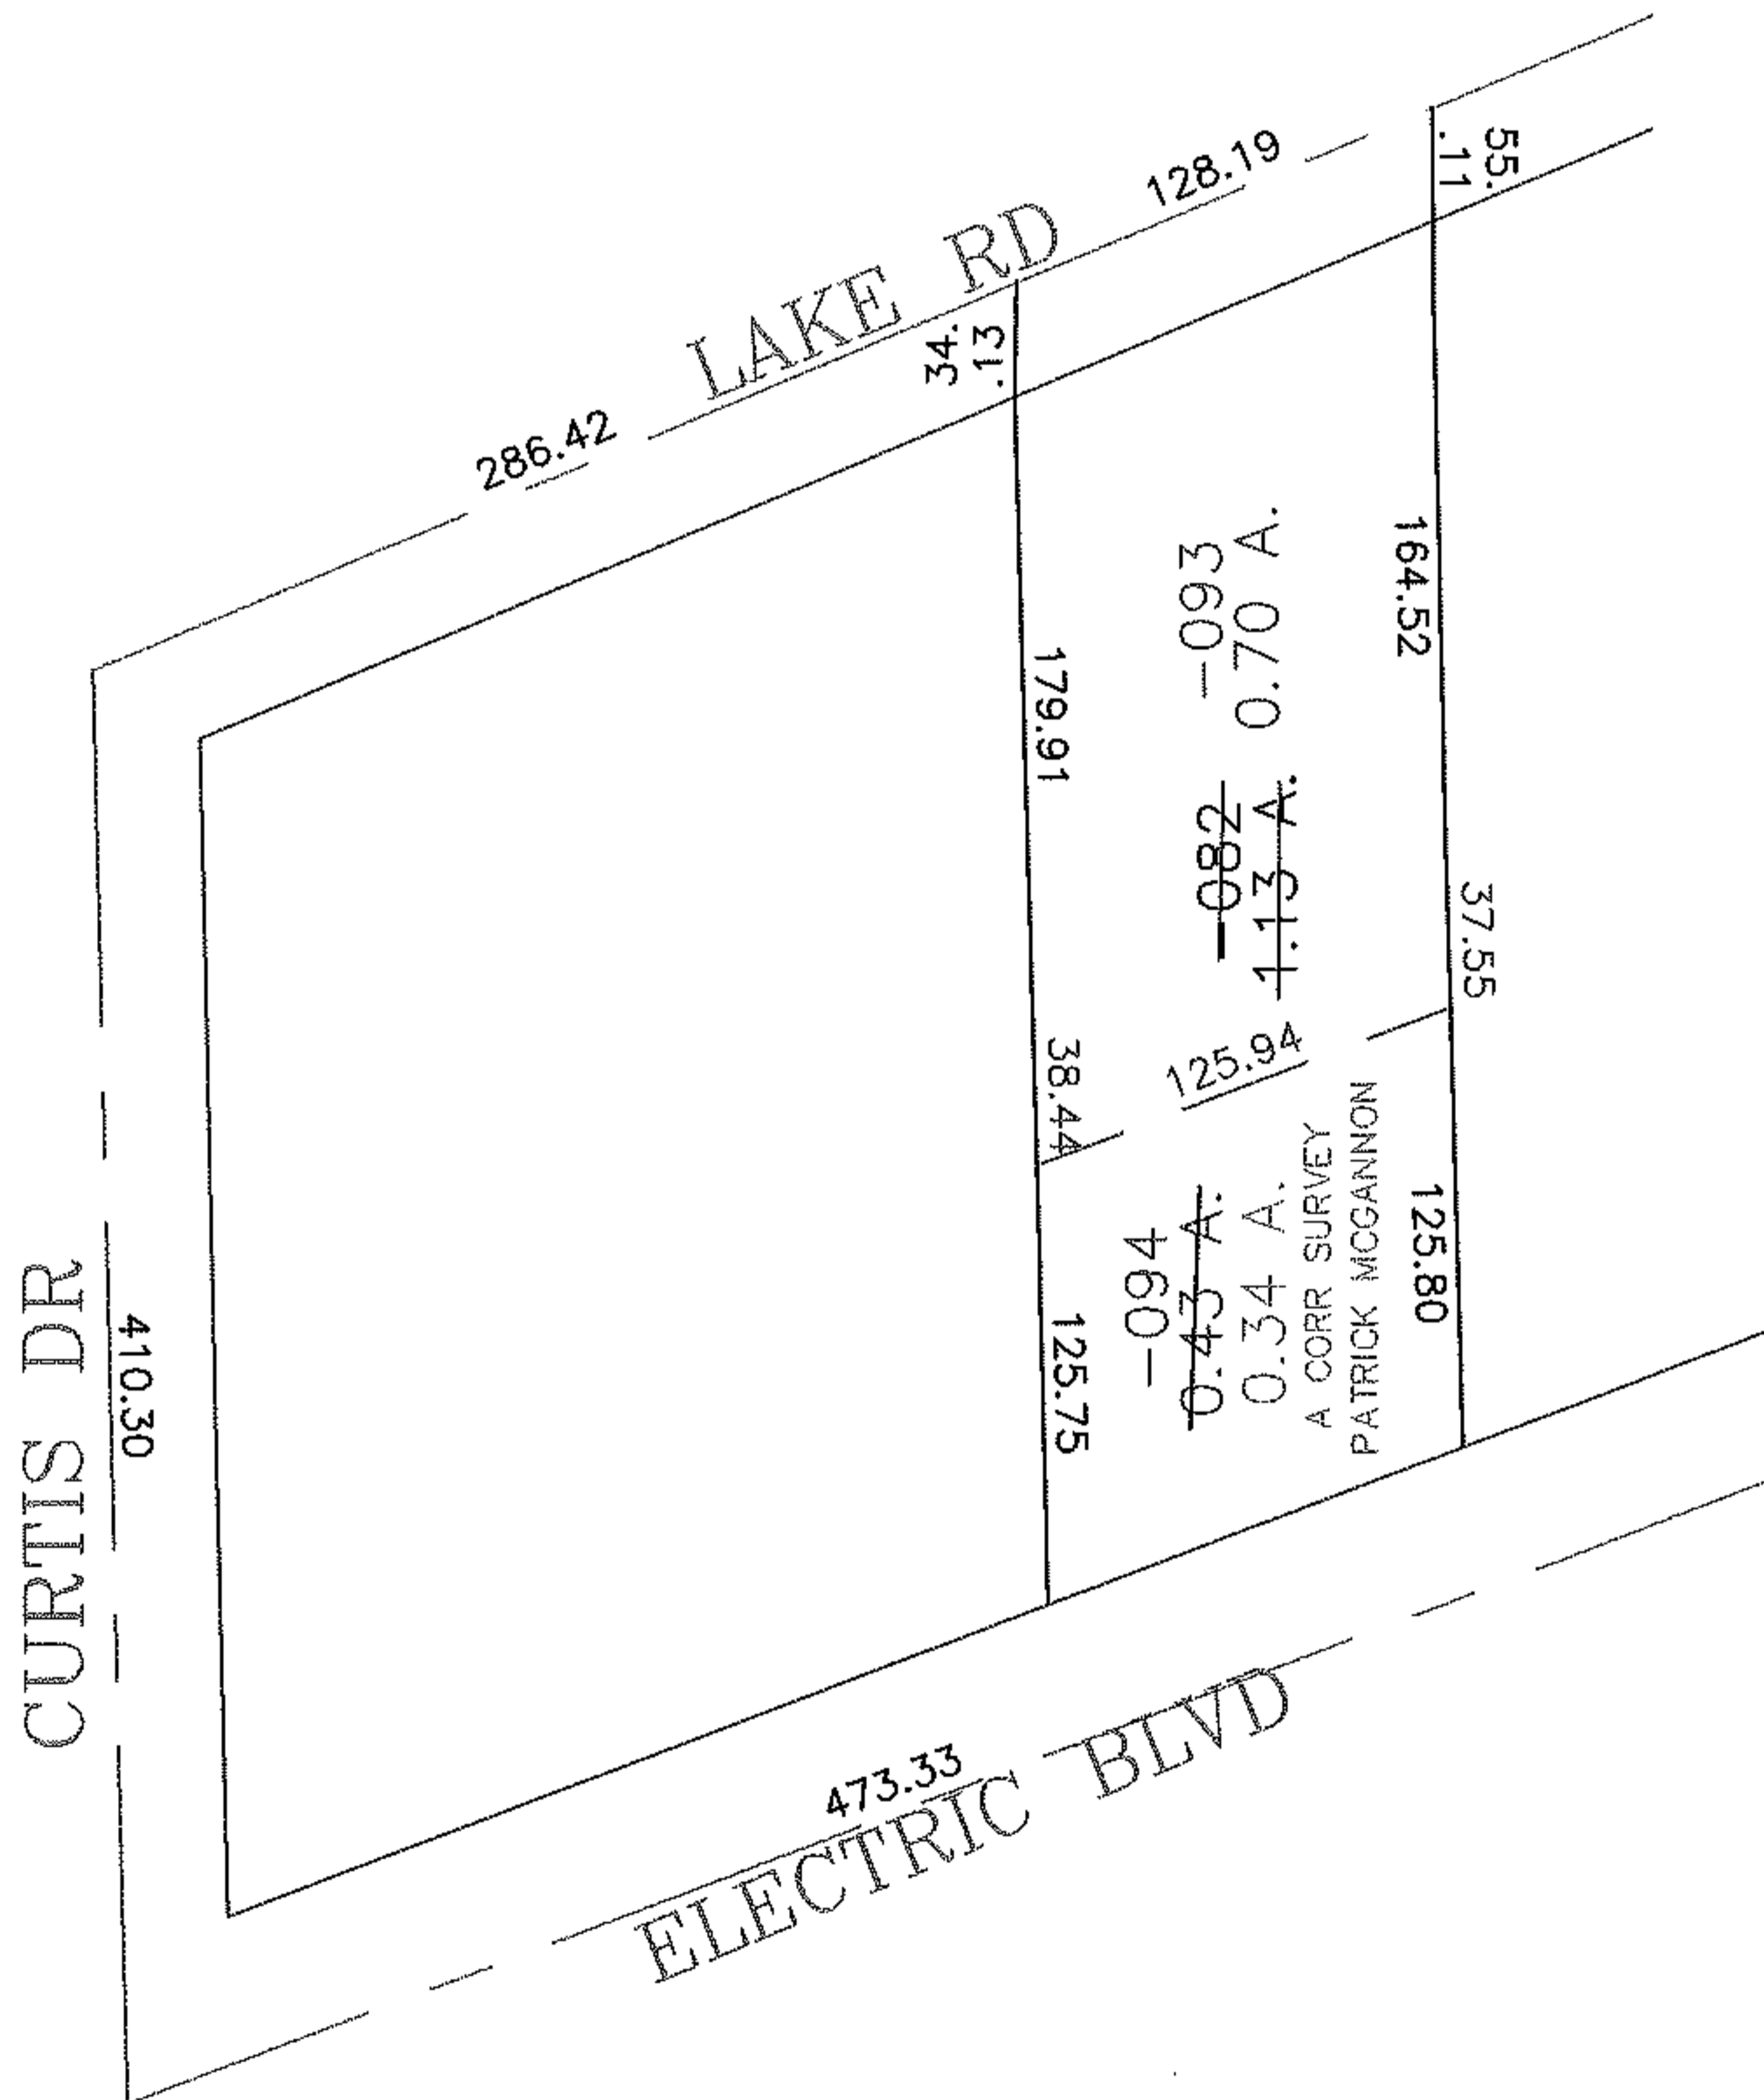 55.
.11
128.19
LAKE RD
34.
.13
286.42
164.52
-093
0.70 A.
179.91
-082
1.13 A.
37.55
125.94
38.44
-094
0.43 A.
0.34 A.
A CORR SURVEY
PATRICK MCGANNON
125.80
125.75
CURTIS DR
410.30
473.33
ELECTRIC BLVD